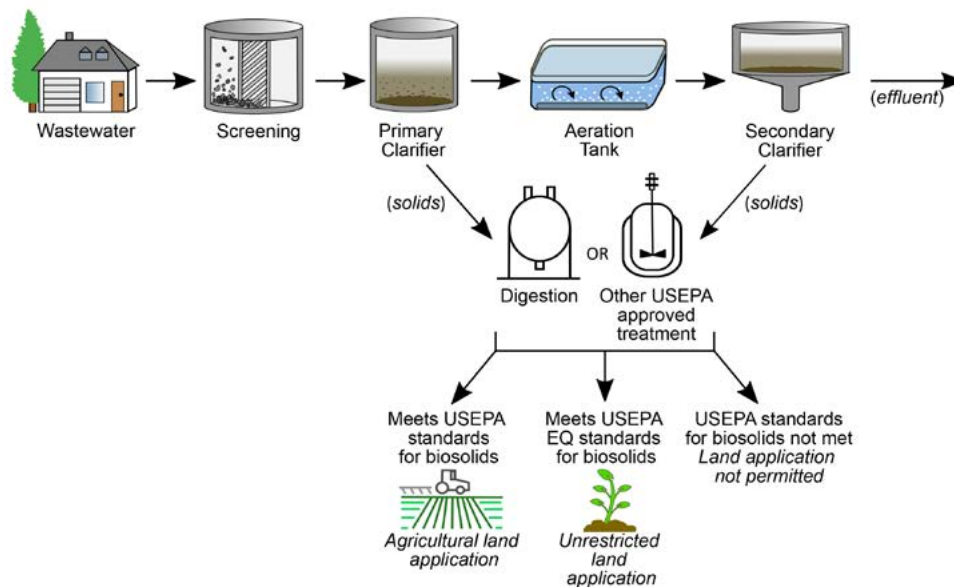 Wastewater
Screening
Primary
Clarifier
Aeration
Tank
Secondary
Clarifier
(effluent)
(solids)
(solids)
OR
Digestion
Other USEPA
approved
treatment
Meets USEPA
standards
for biosolids
Agricultural land
application
Meets USEPA
EQ standards
for biosolids
Unrestricted
land
application
USEPA standards
for biosolids not met
Land application
not permitted